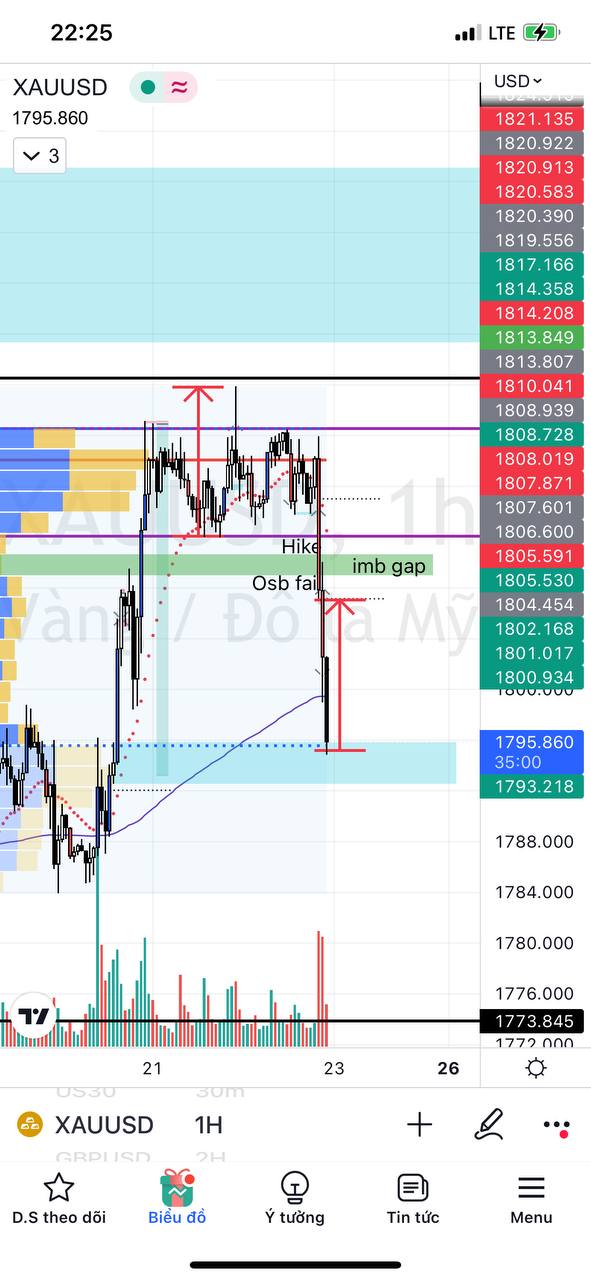 22:25
LTE
XAUUSD
USD
1795.860
3
1821.135
1820.922
1820.913
1820.583
1820.390
1819.556
1817.166
1814.358
1814.208
1813.849
1813.807
1810.041
1808.939
1808.728
1808.019
1807.871
1807.601
1806.600
1805.591
1805.530
1804.454
1802.168
1801.017
1800.934
1800.000
XAUUSD, 1h
Hike
imb gap
Osb fai
Vàng / Đô la Mỹ
1795.860
35:00
1793.218
1788.000
1784.000
1780.000
1776.000
1773.845
1772.000
21
23
26
US30 30m
XAUUSD 1H
GBPUSD 2H
D.S theo dõi
Biểu đồ
Ý tưởng
Tin tức
Menu